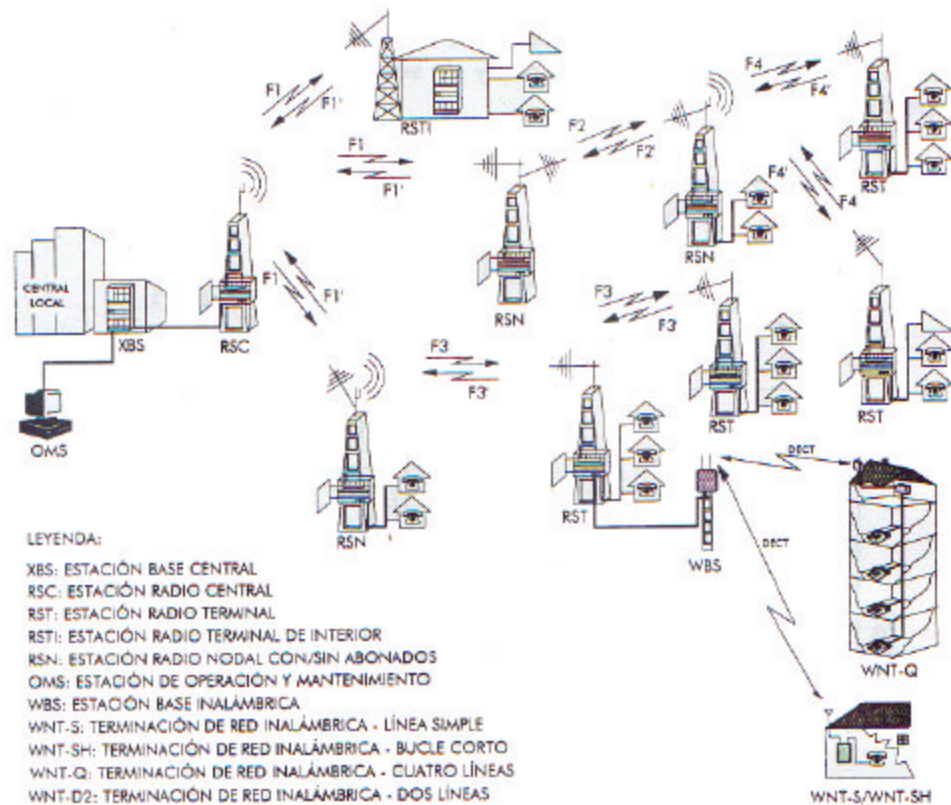 F1
F1'
RSTI
F1
F1'
F2
F2'
F4
F4'
RST
F4'
F4
RSN
CENTRAL
LOCAL
XBS
RSC
F1
F1'
RSN
F3
F3'
RST
RST
OMS
F3
F3'
RSN
RST
WBS
DECT
DECT
WNT-Q
WNT-S/WNT-SH
LEYENDA:
XBS: ESTACIÓN BASE CENTRAL
RSC: ESTACIÓN RADIO CENTRAL
RST: ESTACIÓN RADIO TERMINAL
RSTI: ESTACIÓN RADIO TERMINAL DE INTERIOR
RSN: ESTACIÓN RADIO NODAL CON/SIN ABONADOS
OMS: ESTACIÓN DE OPERACIÓN Y MANTENIMIENTO
WBS: ESTACIÓN BASE INALÁMBRICA
WNT-S: TERMINACIÓN DE RED INALÁMBRICA - LÍNEA SIMPLE
WNT-SH: TERMINACIÓN DE RED INALÁMBRICA - BUCLE CORTO
WNT-Q: TERMINACIÓN DE RED INALÁMBRICA - CUATRO LÍNEAS
WNT-D2: TERMINACIÓN DE RED INALÁMBRICA - DOS LÍNEAS